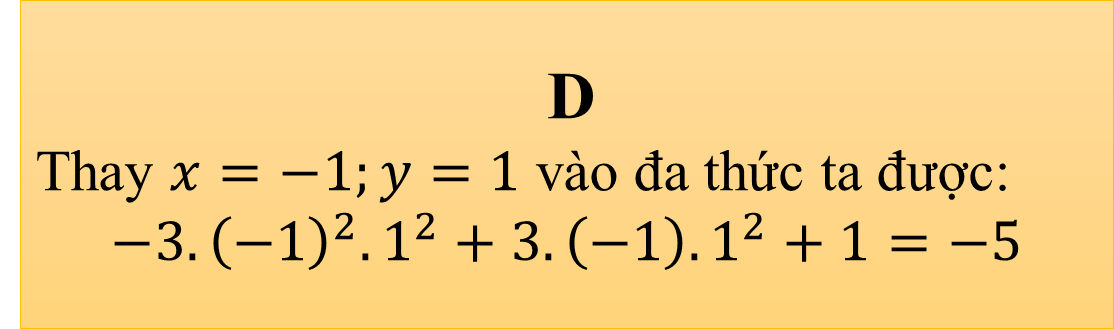 D
Thay x = −1; y = 1 vào đa thức ta được:
−3. (−1)². 1² + 3. (−1). 1² + 1 = −5